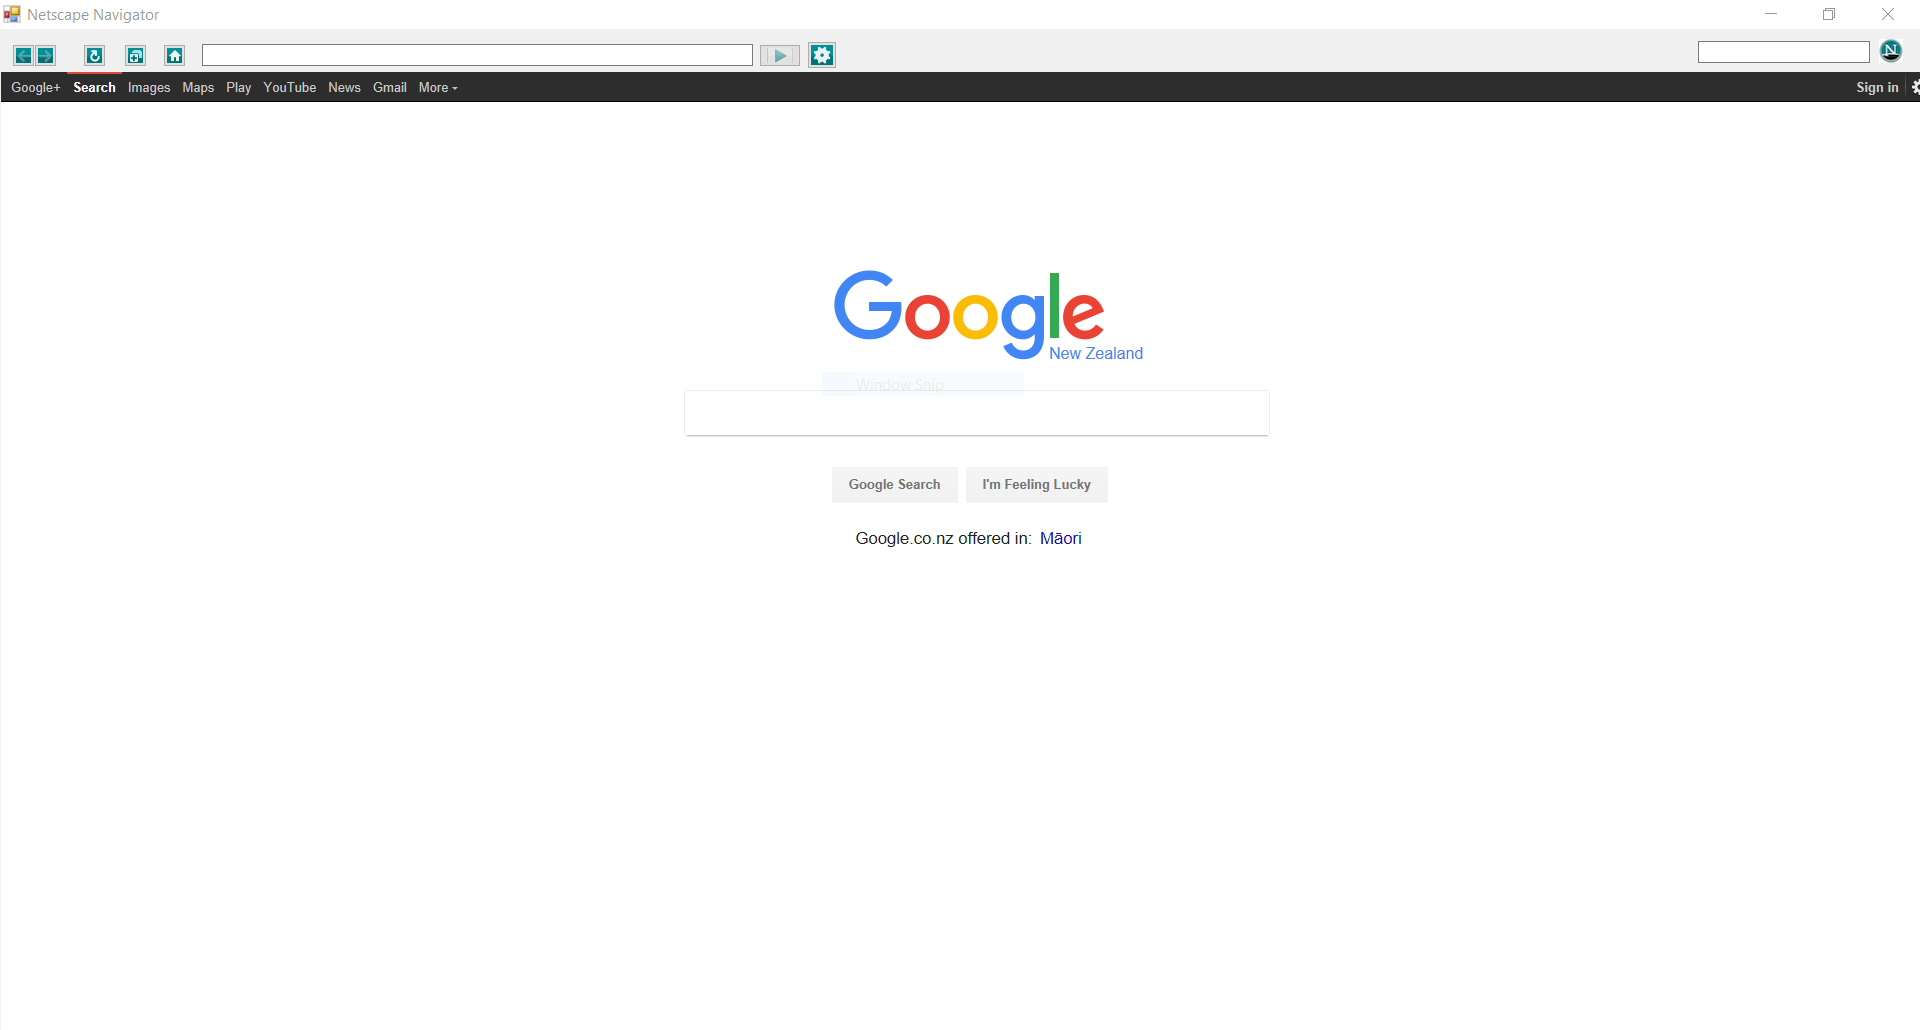 Netscape Navigator
N
Google+ Search Images Maps Play YouTube News Gmail More Sign in
Google
New Zealand
Window Snip
Google Search I'm Feeling Lucky
Google.co.nz offered in: Māori